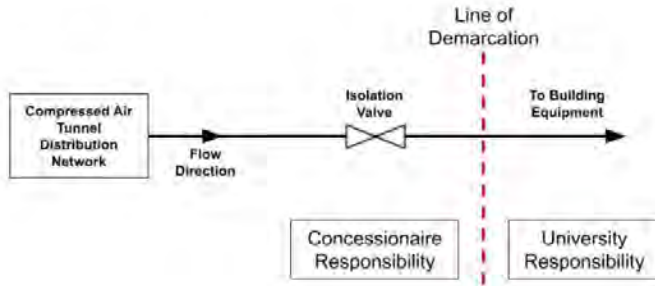 Line of
Demarcation
Isolation
Valve
To Building
Equipment
Compressed Air
Tunnel
Distribution
Network
Flow
Direction
Concessionaire
Responsibility
University
Responsibility